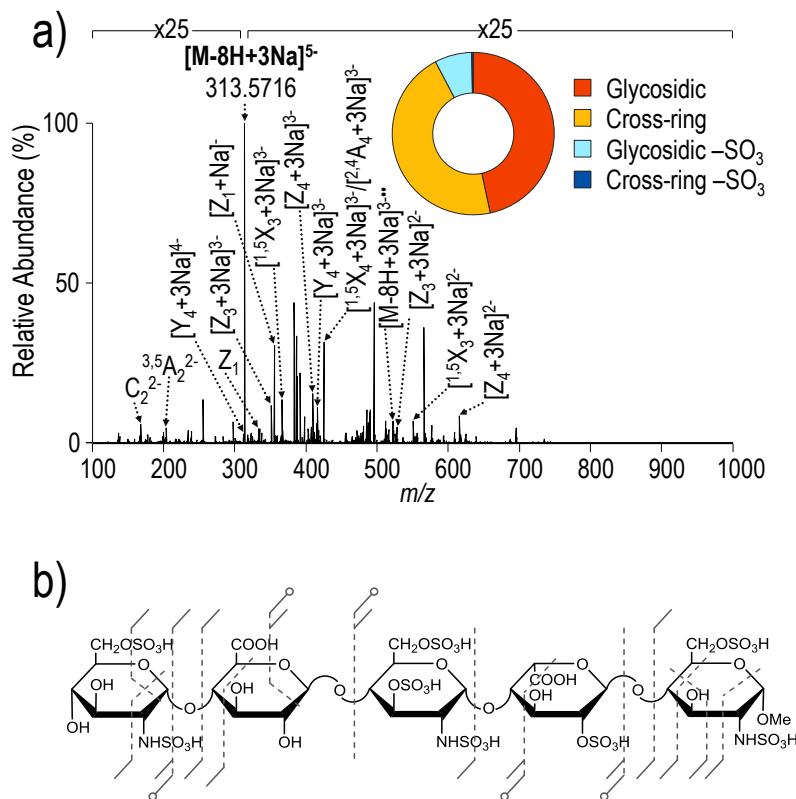 a)
x25
x25
[M-8H+3Na]5-
313.5716
Glycosidic
Cross-ring
Glycosidic –SO3
Cross-ring –SO3
Relative Abundance (%)
100
50
0
C2 2-
3,5A2 2-
[Y4+3Na]4-
Z1
[Z3+3Na]3-
[Z1+Na]-
[1,5X3+3Na]3-
[Z4+3Na]3-
[Y4+3Na]3-
[1,5X4+3Na]3-/[2,4A4+3Na]3-
[M-8H+3Na]3-••
[Z3+3Na]2-
[1,5X3+3Na]2-
[Z4+3Na]2-
100 200 300 400 500 600 700 800 900 1000
m/z
b)
CH2OSO3H
O
OH
OH
NHSO3H
O
COOH
O
OH
OH
O
CH2OSO3H
O
OSO3H
NHSO3H
O
O
COOH
OH
OSO3H
O
CH2OSO3H
O
OH
OMe
NHSO3H